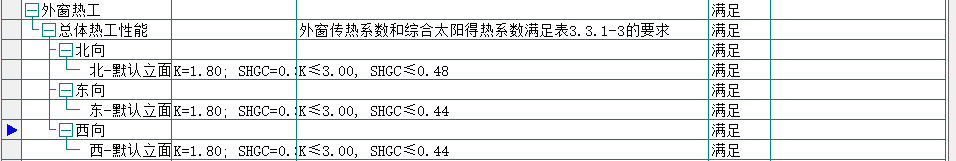 外窗热工 满足
总体热工性能 外窗传热系数和综合太阳得热系数满足表3.3.1-3的要求 满足
北向 满足
北-默认立面 K=1.80; SHGC=0. K≤3.00, SHGC≤0.48 满足
东向 满足
东-默认立面 K=1.80; SHGC=0. K≤3.00, SHGC≤0.44 满足
西向 满足
西-默认立面 K=1.80; SHGC=0. K≤3.00, SHGC≤0.44 满足